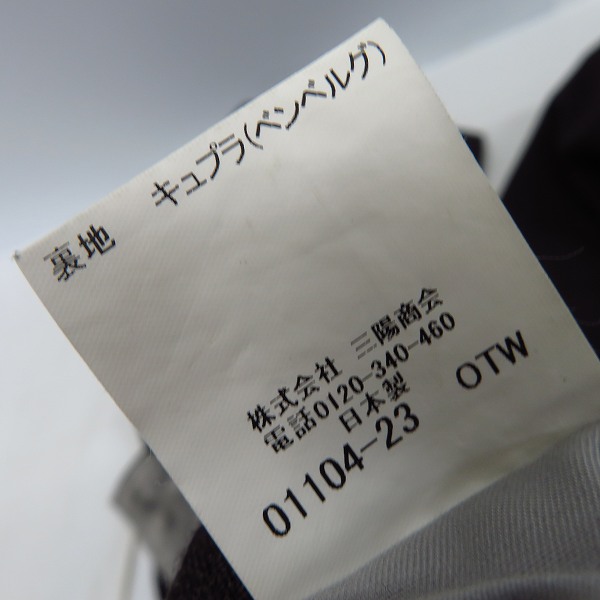 裏地 キュプラ(ベンベルグ)
株式会社 三陽商会
電話0120-340-460
日本製
01104-23 OTW